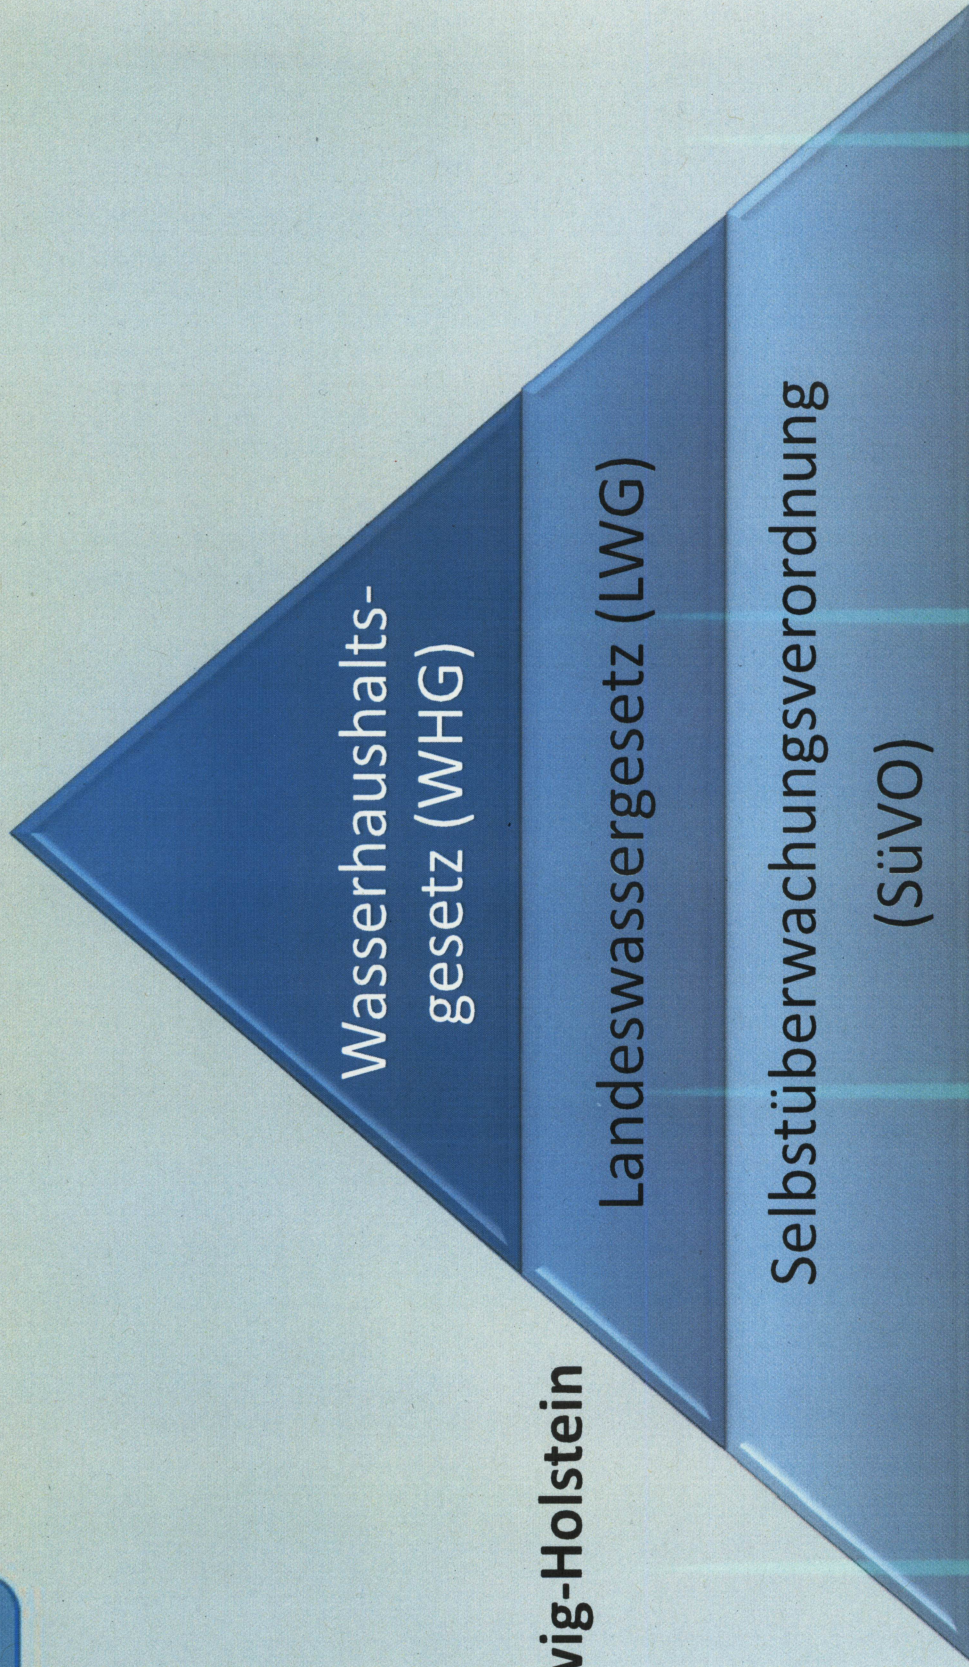 Wasserhaushalts-
gesetz (WHG)
wig-Holstein
Landeswassergesetz (LWG)
Selbstüberwachungsverordnung
(SüVO)